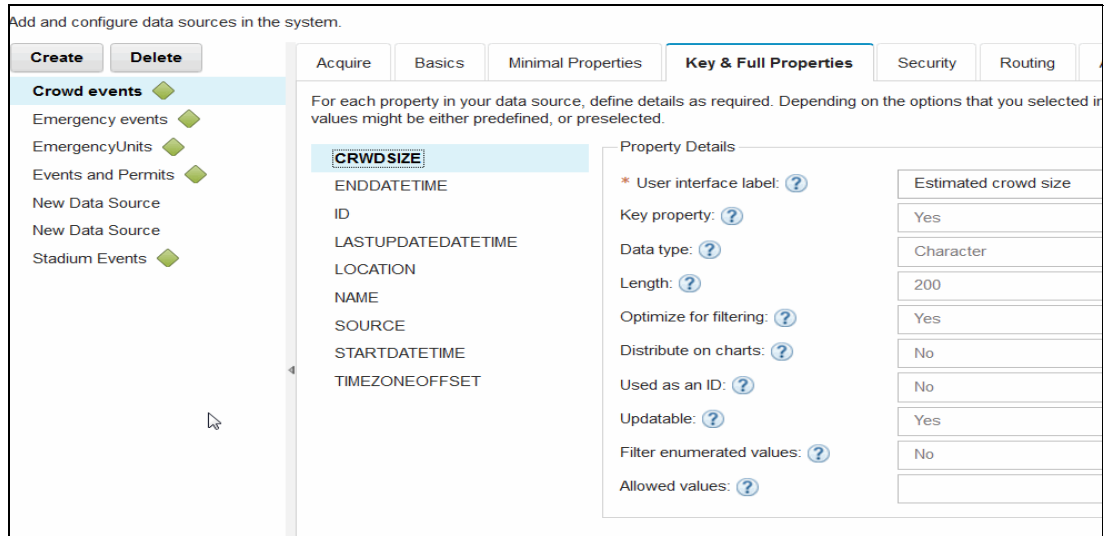 Add and configure data sources in the system.
Create Delete
Crowd events
Emergency events
EmergencyUnits
Events and Permits
New Data Source
New Data Source
Stadium Events
Acquire Basics Minimal Properties Key & Full Properties Security Routing
For each property in your data source, define details as required. Depending on the options that you selected in
values might be either predefined, or preselected.
CRWDSIZE
ENDDATETIME
ID
LASTUPDATEDATETIME
LOCATION
NAME
SOURCE
STARTDATETIME
TIMEZONEOFFSET
Property Details
* User interface label: ? Estimated crowd size
Key property: ? Yes
Data type: ? Character
Length: ? 200
Optimize for filtering: ? Yes
Distribute on charts: ? No
Used as an ID: ? No
Updatable: ? Yes
Filter enumerated values: ? No
Allowed values: ?